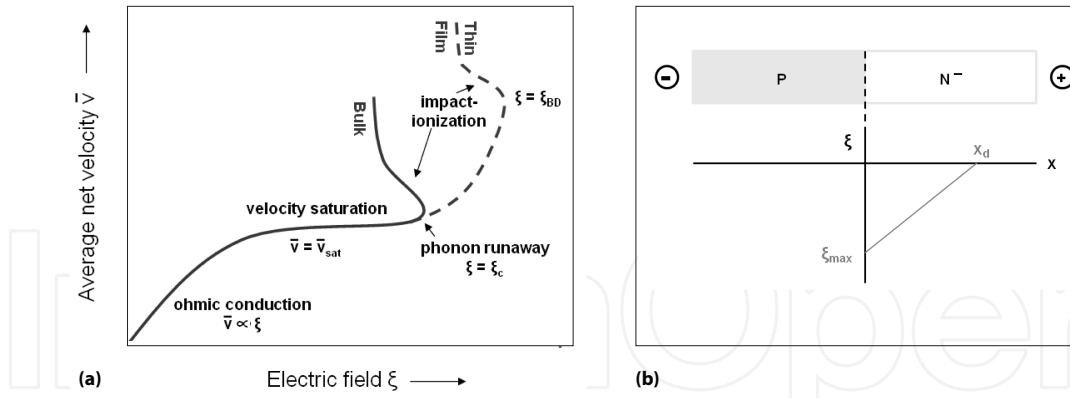 Average net velocity v̅
Thin
Film
ξ = ξBD
impact-
ionization
Bulk
velocity saturation
v̅ = v̅sat
phonon runaway
ξ = ξc
ohmic conduction
v̅ ∝ ξ
(a)
Electric field ξ
P
N⁻
ξ
xd
x
ξmax
(b)